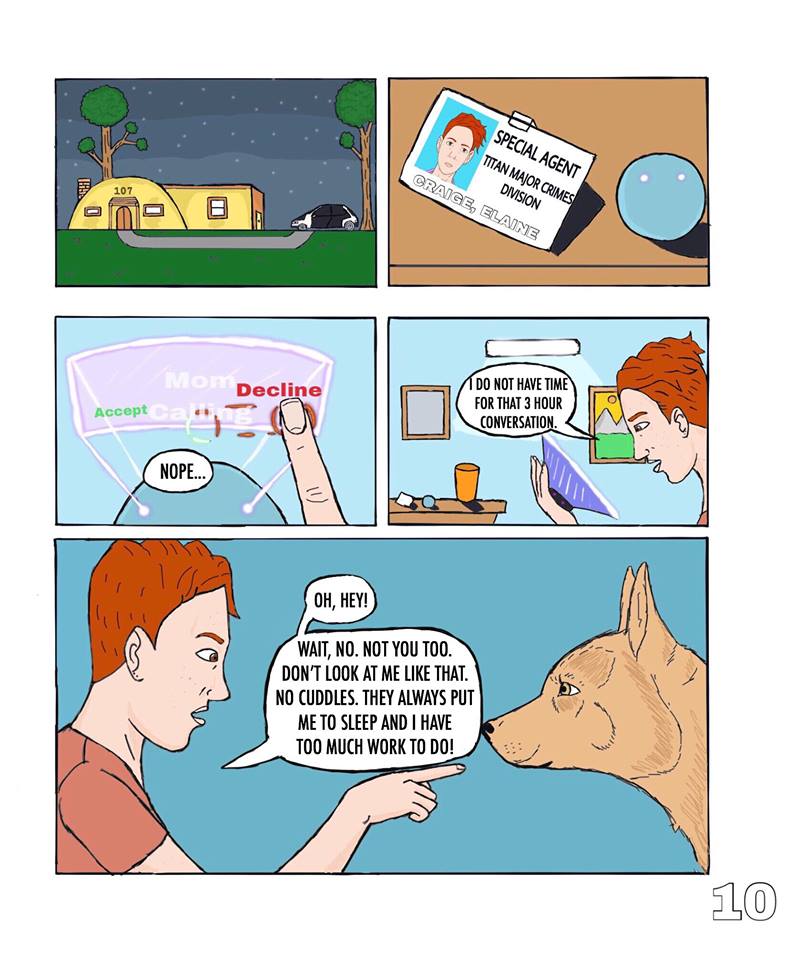 107
SPECIAL AGENT
TITAN MAJOR CRIMES
DIVISION
CRAIGE, ELAINE
Mom
Calling
Decline
Accept
NOPE...
I DO NOT HAVE TIME
FOR THAT 3 HOUR
CONVERSATION.
OH, HEY!
WAIT, NO. NOT YOU TOO.
DON'T LOOK AT ME LIKE THAT.
NO CUDDLES. THEY ALWAYS PUT
ME TO SLEEP AND I HAVE
TOO MUCH WORK TO DO!
10